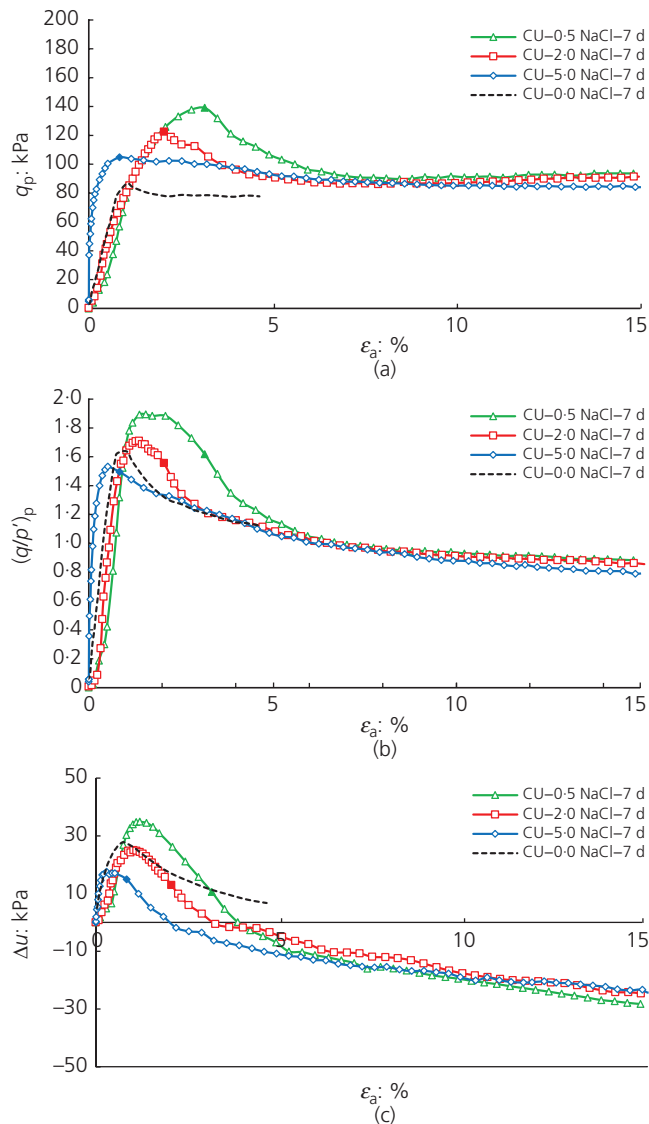 200
180
160
140
120
100
80
60
40
20
0
qp: kPa
CU–0·5 NaCl–7 d
CU–2·0 NaCl–7 d
CU–5·0 NaCl–7 d
CU–0·0 NaCl–7 d
0 5 10 15
εa: %
(a)
2·0
1·8
1·6
1·4
1·2
1·0
0·8
0·6
0·4
0·2
0
(q/p′)p
CU–0·5 NaCl–7 d
CU–2·0 NaCl–7 d
CU–5·0 NaCl–7 d
CU–0·0 NaCl–7 d
0 5 10 15
εa: %
(b)
50
30
10
−10
−30
−50
Δu: kPa
CU–0·5 NaCl–7 d
CU–2·0 NaCl–7 d
CU–5·0 NaCl–7 d
CU–0·0 NaCl–7 d
0 5 10 15
εa: %
(c)